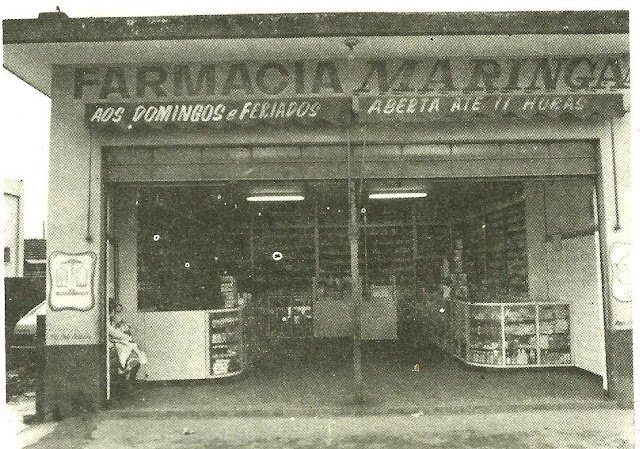 FARMACIA MARINGA
AOS DOMINGOS e FERIADOS ABERTA ATE 11 HORAS